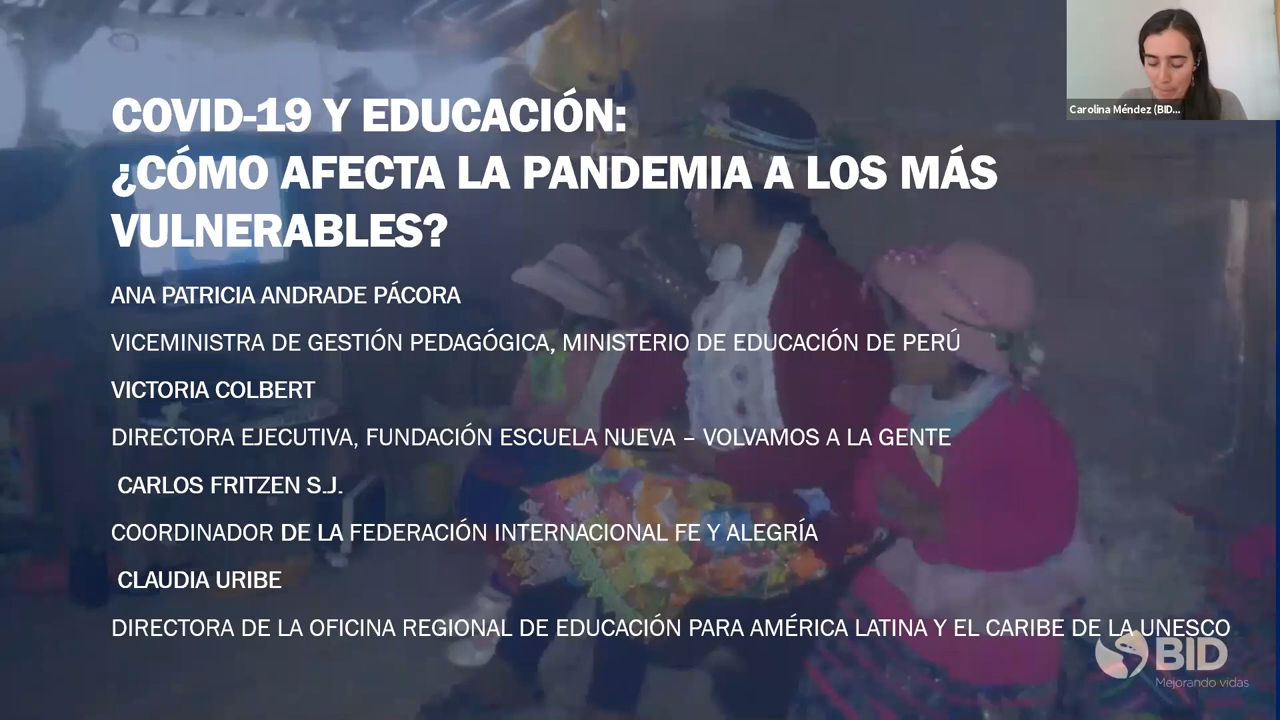 COVID-19 Y EDUCACIÓN:
¿CÓMO AFECTA LA PANDEMIA A LOS MÁS
VULNERABLES?
ANA PATRICIA ANDRADE PÁCORA
VICEMINISTRA DE GESTIÓN PEDAGÓGICA, MINISTERIO DE EDUCACIÓN DE PERÚ
VICTORIA COLBERT
DIRECTORA EJECUTIVA, FUNDACIÓN ESCUELA NUEVA – VOLVAMOS A LA GENTE
CARLOS FRITZEN S.J.
COORDINADOR DE LA FEDERACIÓN INTERNACIONAL FE Y ALEGRÍA
CLAUDIA URIBE
DIRECTORA DE LA OFICINA REGIONAL DE EDUCACIÓN PARA AMÉRICA LATINA Y EL CARIBE DE LA UNESCO
BID
Mejorando vidas
Carolina Méndez (BID...